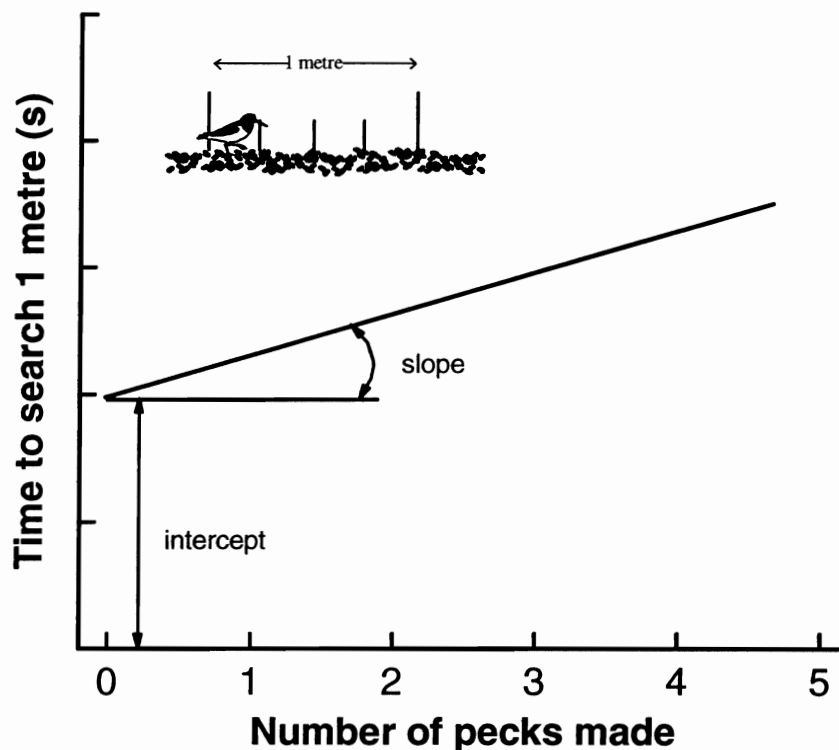 1 metre
Time to search 1 metre (s)
slope
intercept
0 1 2 3 4 5
Number of pecks made